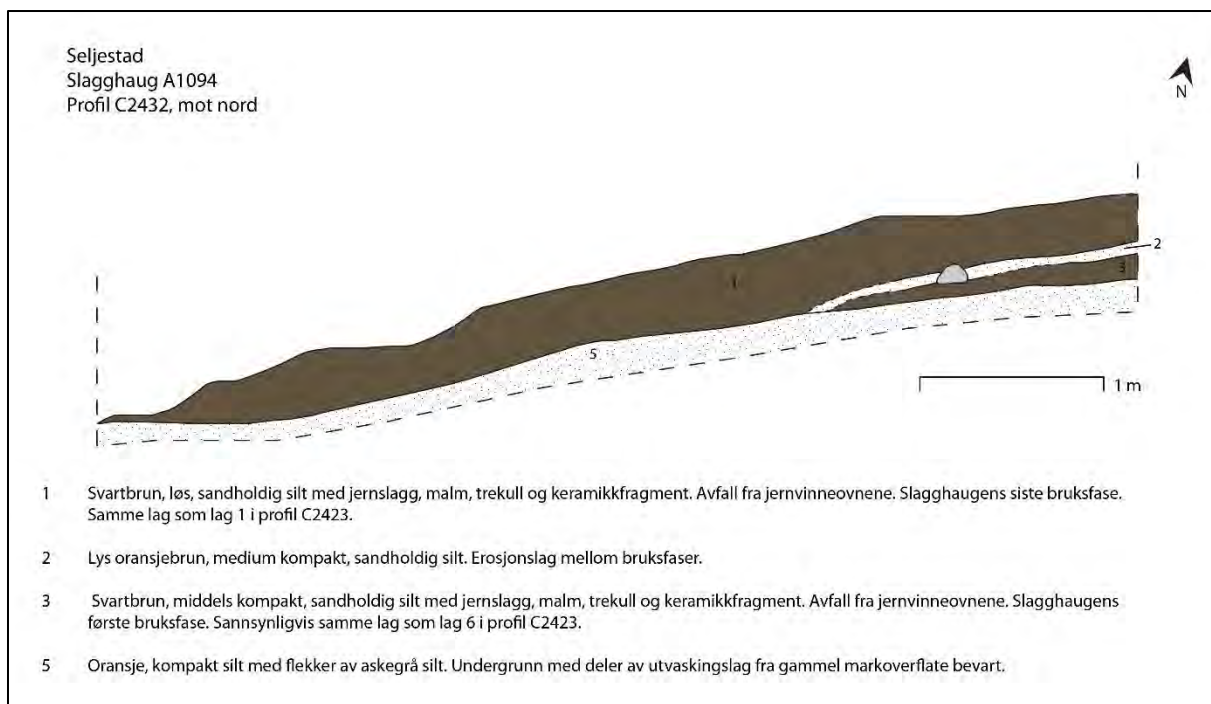 Seljestad
Slagghaug A1094
Profil C2432, mot nord
N
2
3
1
5
1 m
1 Svartbrun, løs, sandholdig silt med jernslagg, malm, trekull og keramikkfragment. Avfall fra jernvinneovnene. Slagghaugens siste bruksfase.
Samme lag som lag 1 i profil C2423.
2 Lys oransjebrun, medium kompakt, sandholdig silt. Erosjonslag mellom bruksfaser.
3 Svartbrun, middels kompakt, sandholdig silt med jernslagg, malm, trekull og keramikkfragment. Avfall fra jernvinneovnene. Slagghaugens
første bruksfase. Sannsynligvis samme lag som lag 6 i profil C2423.
5 Oransje, kompakt silt med flekker av askegrå silt. Undergrunn med deler av utvaskingslag fra gammel markoverflate bevart.